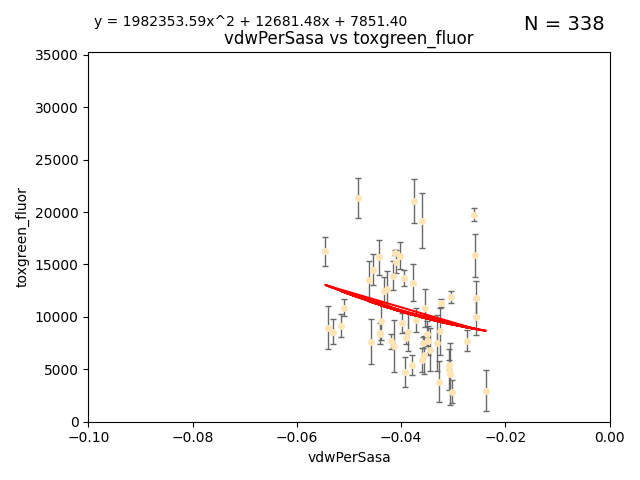 y = 1982353.59x^2 + 12681.48x + 7851.40
N = 338
vdwPerSasa vs toxgreen_fluor
35000
30000
25000
20000
15000
10000
5000
0
toxgreen_fluor
−0.10
−0.08
−0.06
−0.04
−0.02
0.00
vdwPerSasa